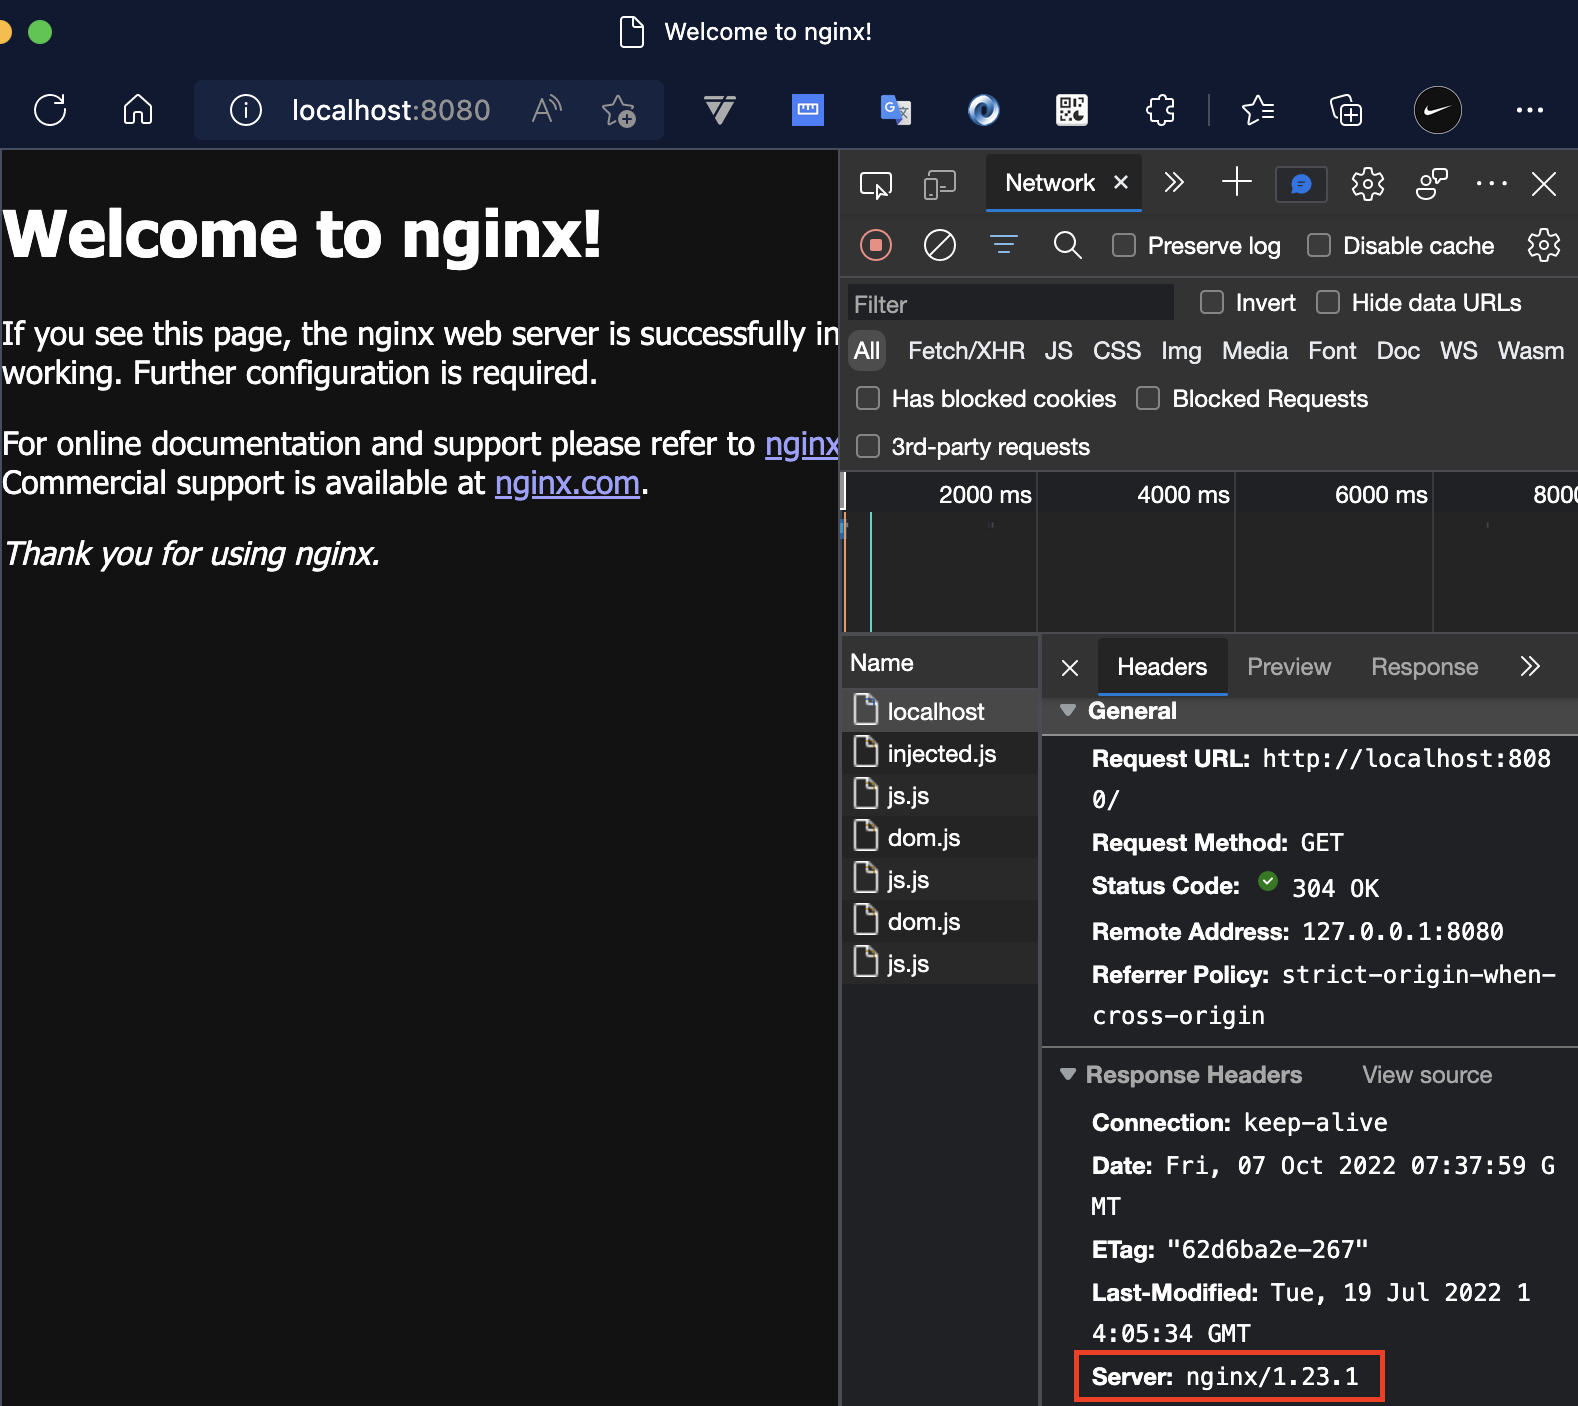 Welcome to nginx!
localhost:8080
Welcome to nginx!
If you see this page, the nginx web server is successfully in
working. Further configuration is required.
For online documentation and support please refer to nginx
Commercial support is available at nginx.com.
Thank you for using nginx.
Network
Preserve log
Disable cache
Filter
Invert
Hide data URLs
All
Fetch/XHR
JS
CSS
Img
Media
Font
Doc
WS
Wasm
Has blocked cookies
Blocked Requests
3rd-party requests
2000 ms
4000 ms
6000 ms
800
Name
localhost
injected.js
js.js
dom.js
js.js
dom.js
js.js
Headers
Preview
Response
General
Request URL: http://localhost:808
0/
Request Method: GET
Status Code: 304 OK
Remote Address: 127.0.0.1:8080
Referrer Policy: strict-origin-when-
cross-origin
Response Headers
View source
Connection: keep-alive
Date: Fri, 07 Oct 2022 07:37:59 G
MT
ETag: "62d6ba2e-267"
Last-Modified: Tue, 19 Jul 2022 1
4:05:34 GMT
Server: nginx/1.23.1